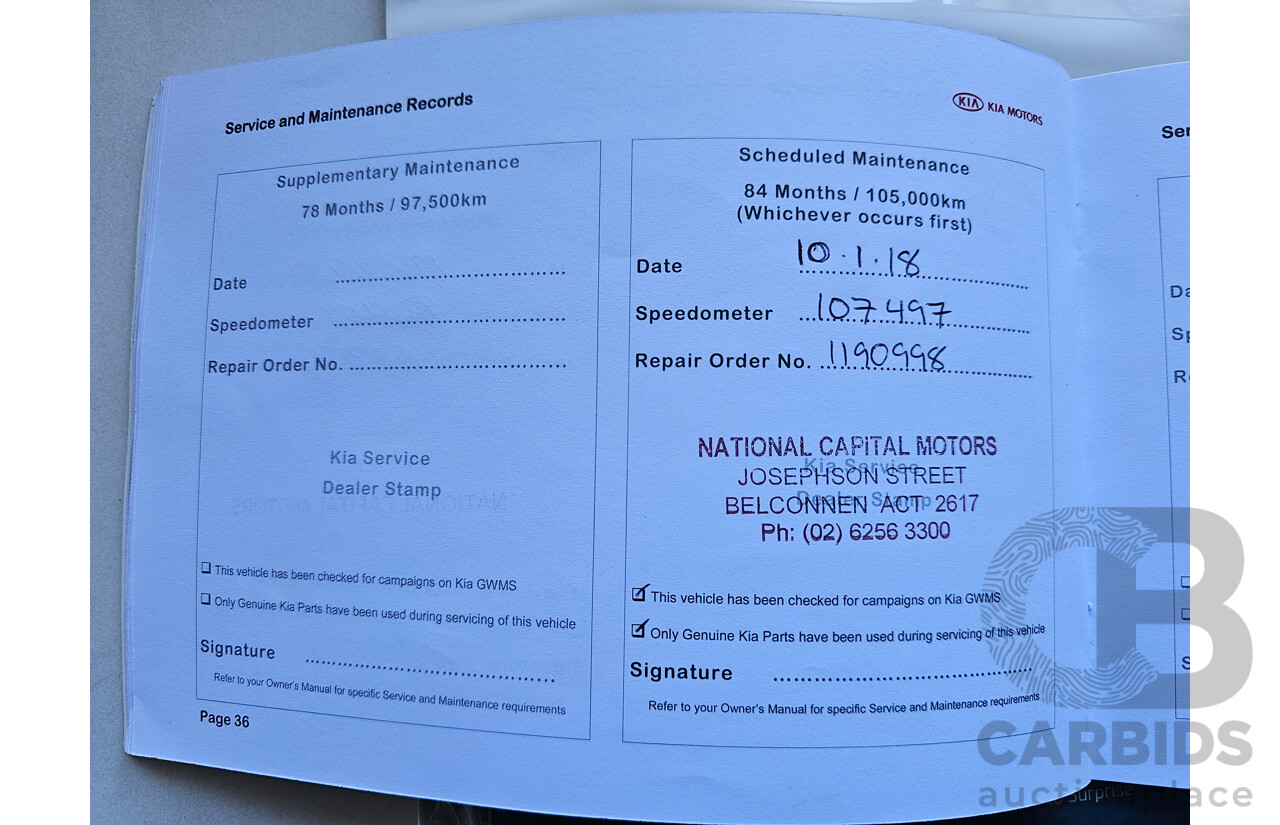 Service and Maintenance Records
KIA KIA MOTORS
Supplementary Maintenance
78 Months / 97,500km
Date
Speedometer
Repair Order No.
Kia Service
Dealer Stamp
❏ This vehicle has been checked for campaigns on Kia GWMS
❏ Only Genuine Kia Parts have been used during servicing of this vehicle
Signature
Refer to your Owner's Manual for specific Service and Maintenance requirements
Page 36
Scheduled Maintenance
84 Months / 105,000km
(Whichever occurs first)
Date 10.1.18
Speedometer 107497
Repair Order No. 1190998
NATIONAL CAPITAL MOTORS
Kia Service
JOSEPHSON STREET
Dealer Stamp
BELCONNEN ACT 2617
Ph: (02) 6256 3300
☑ This vehicle has been checked for campaigns on Kia GWMS
☑ Only Genuine Kia Parts have been used during servicing of this vehicle
Signature
Refer to your Owner's Manual for specific Service and Maintenance requirements
CB
CARBIDS